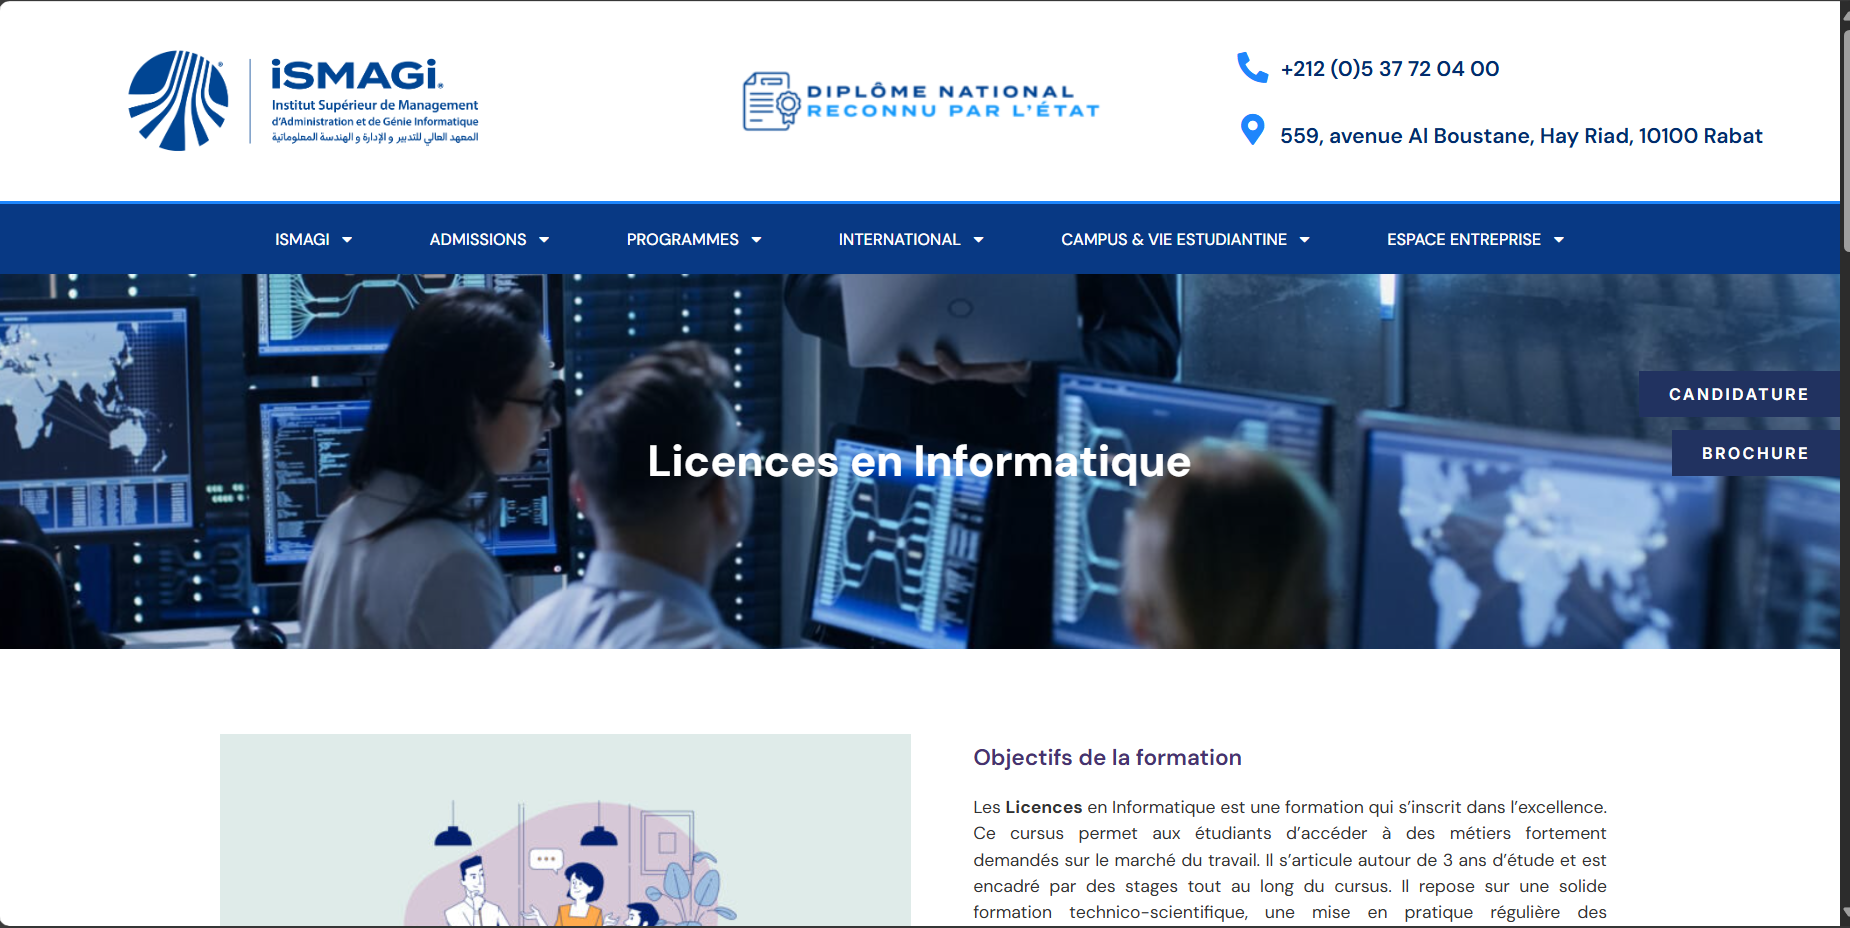 iSMAGi.
Institut Supérieur de Management
d'Administration et de Génie Informatique
المعهد العالي للتدبير و الإدارة و الهندسة المعلوماتية
DIPLÔME NATIONAL
RECONNU PAR L'ÉTAT
+212 (0)5 37 72 04 00
559, avenue Al Boustane, Hay Riad, 10100 Rabat
ISMAGI
ADMISSIONS
PROGRAMMES
INTERNATIONAL
CAMPUS & VIE ESTUDIANTINE
ESPACE ENTREPRISE
CANDIDATURE
BROCHURE
Licences en Informatique
Objectifs de la formation
Les Licences en Informatique est une formation qui s’inscrit dans l’excellence.
Ce cursus permet aux étudiants d’accéder à des métiers fortement
demandés sur le marché du travail. Il s’articule autour de 3 ans d’étude et est
encadré par des stages tout au long du cursus. Il repose sur une solide
formation technico-scientifique, une mise en pratique régulière des